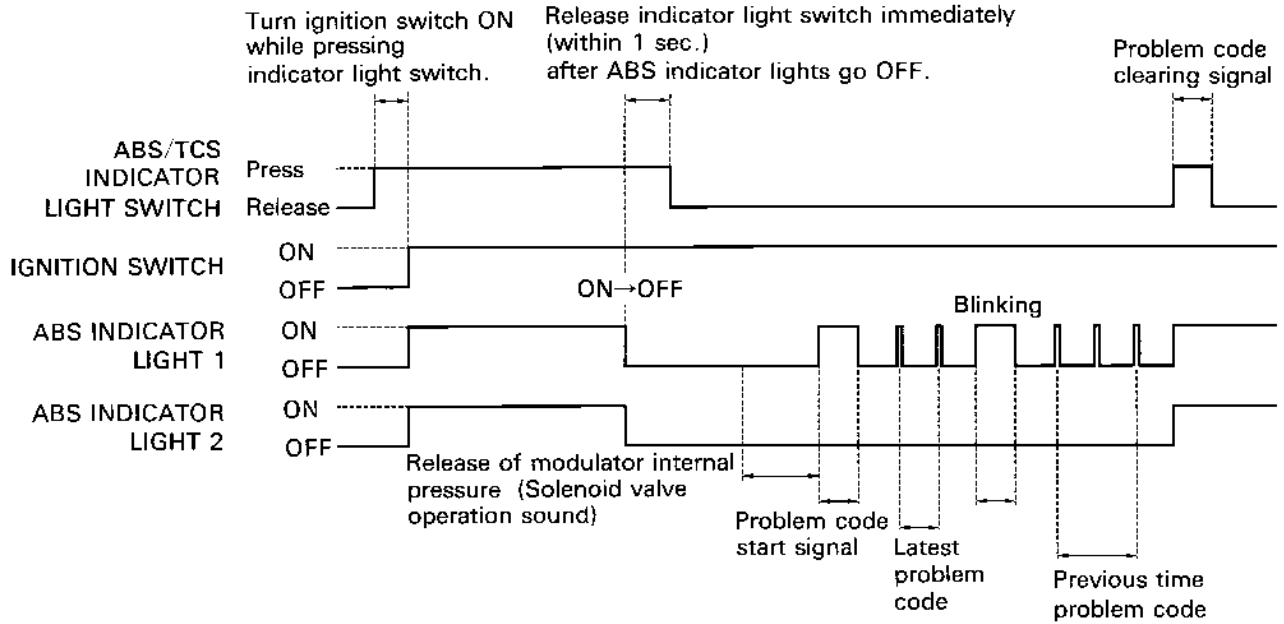 Turn ignition switch ON
while pressing
indicator light switch.
Release indicator light switch immediately
(within 1 sec.)
after ABS indicator lights go OFF.
Problem code
clearing signal
ABS/TCS
INDICATOR
LIGHT SWITCH
Press
Release
IGNITION SWITCH
ON
OFF
ON→OFF
ABS INDICATOR
LIGHT 1
ON
OFF
Blinking
ABS INDICATOR
LIGHT 2
ON
OFF
Release of modulator internal
pressure (Solenoid valve
operation sound)
Problem code
start signal
Latest
problem
code
Previous time
problem code